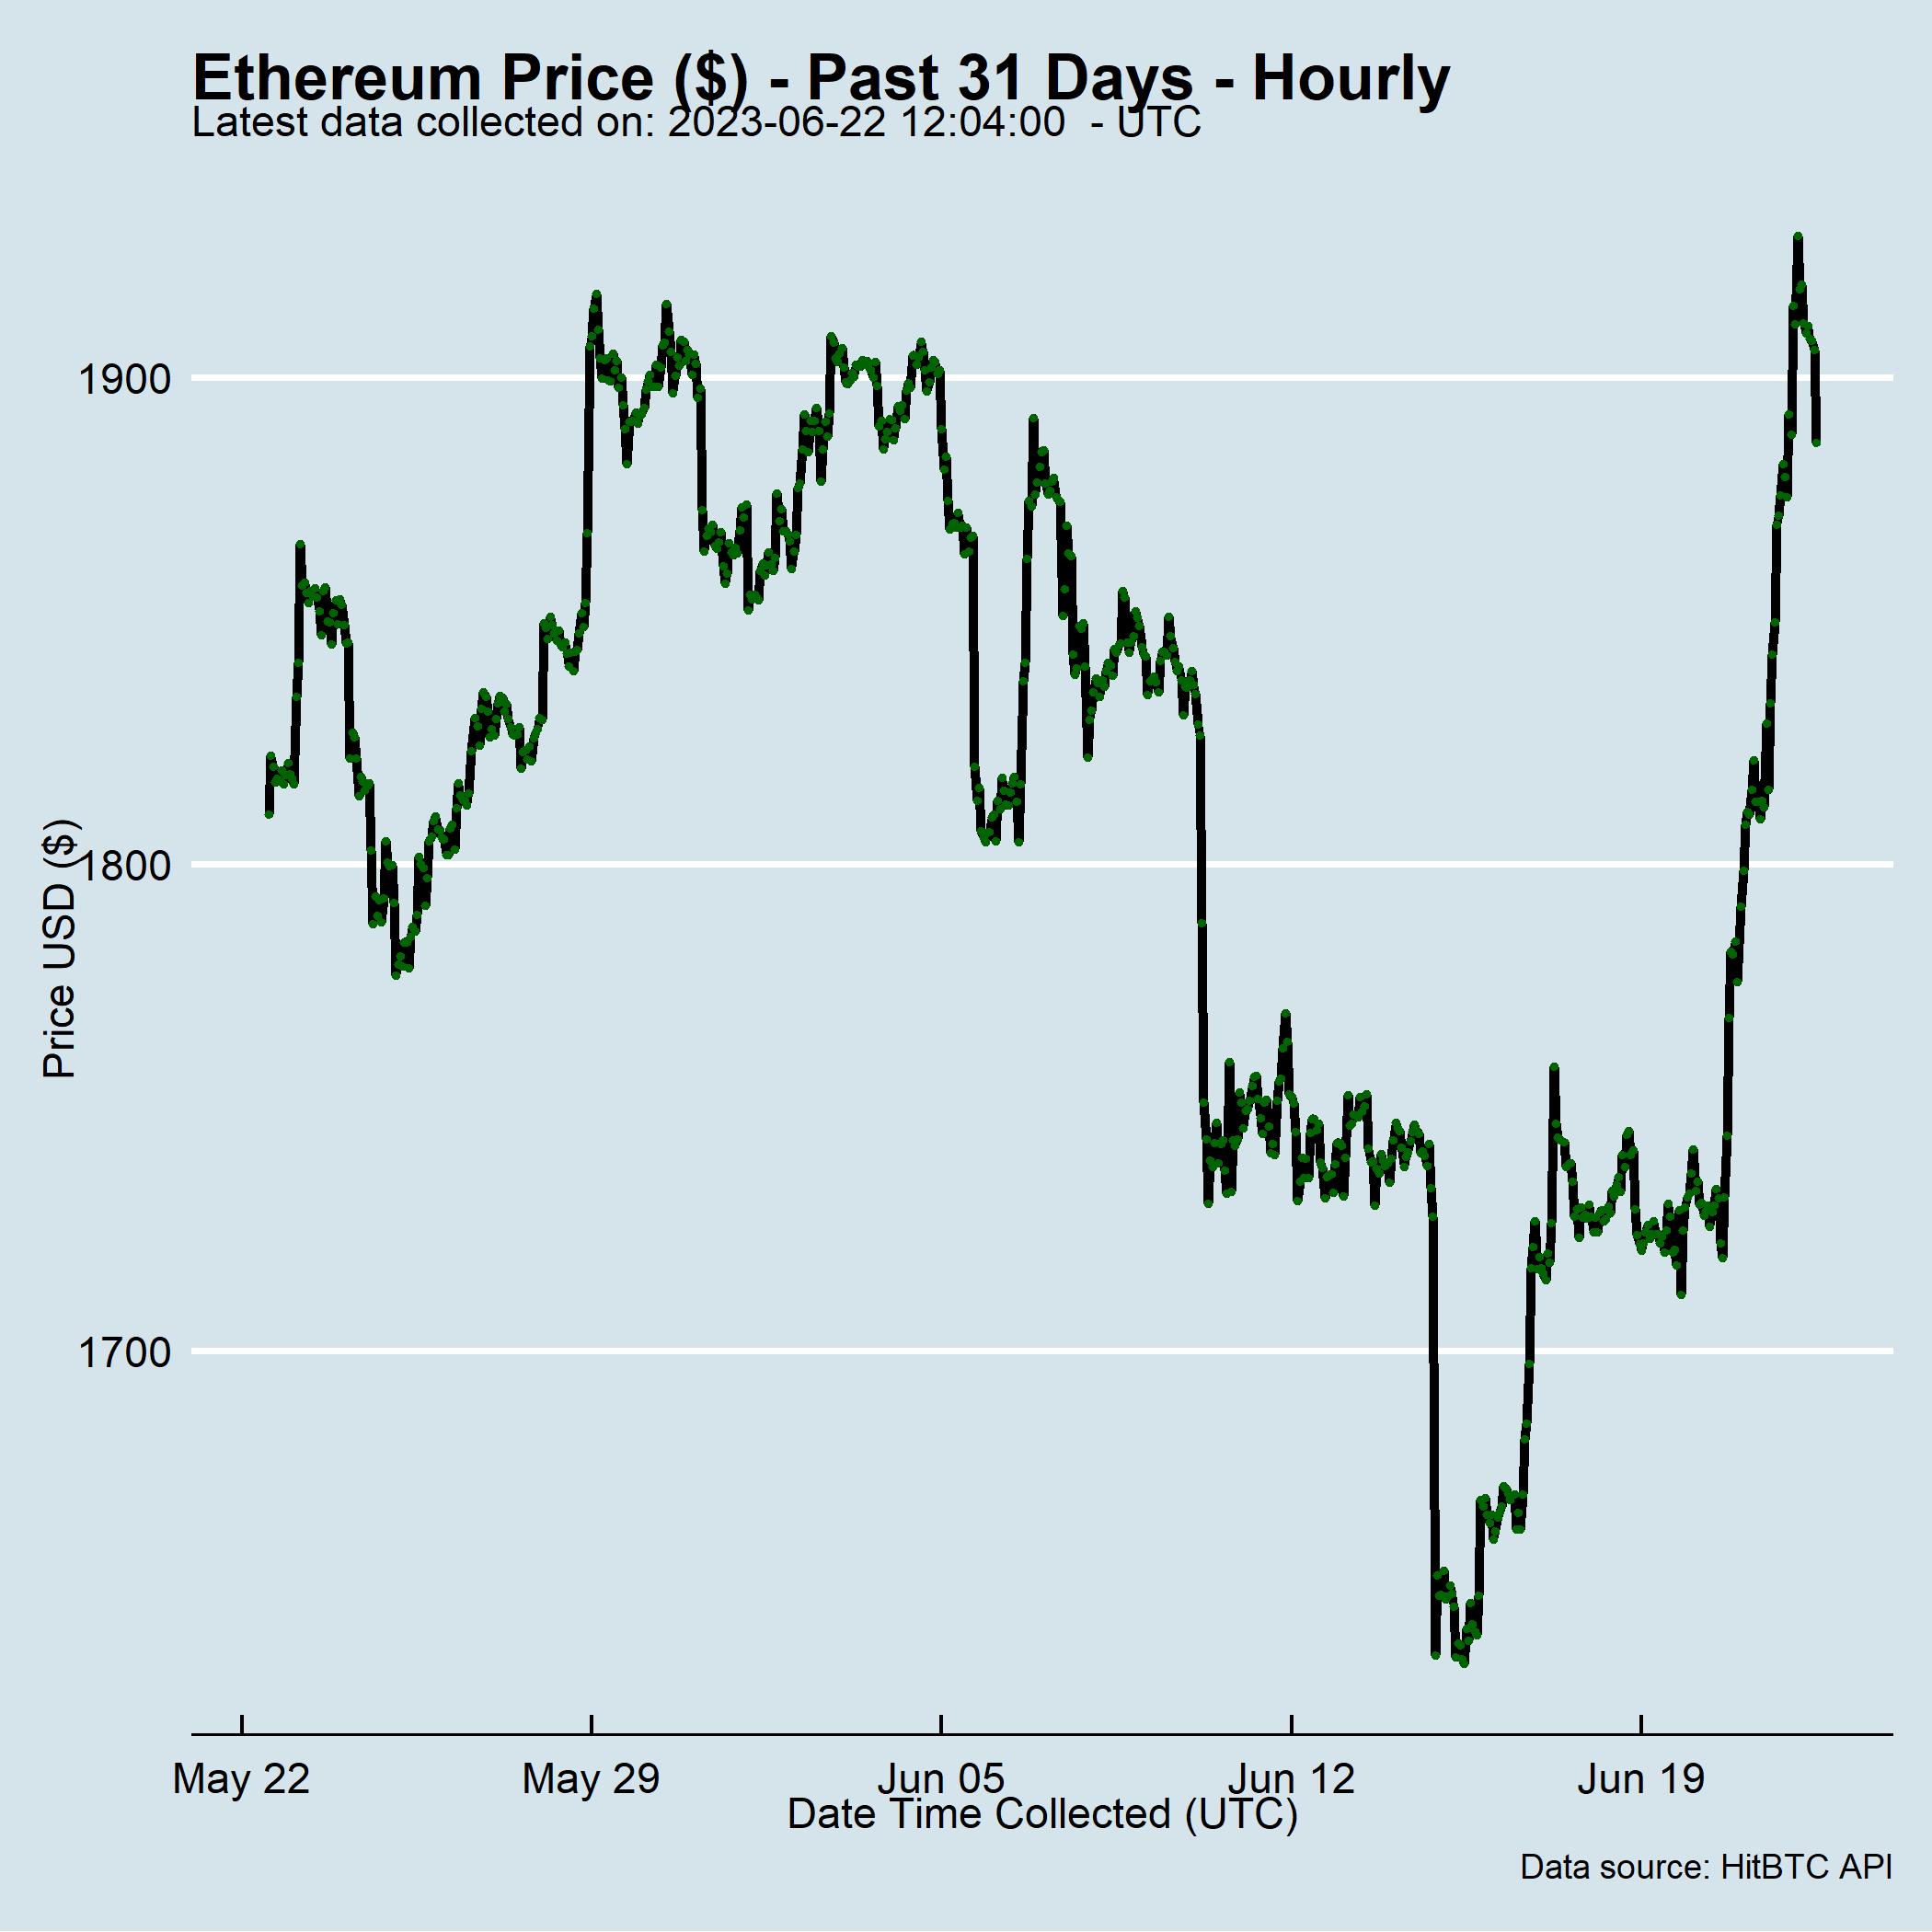 Ethereum Price ($) - Past 31 Days - Hourly
Latest data collected on: 2023-06-22 12:04:00  - UTC
Price USD ($)
1900
1800
1700
May 22
May 29
Jun 05
Jun 12
Jun 19
Date Time Collected (UTC)
Data source: HitBTC API